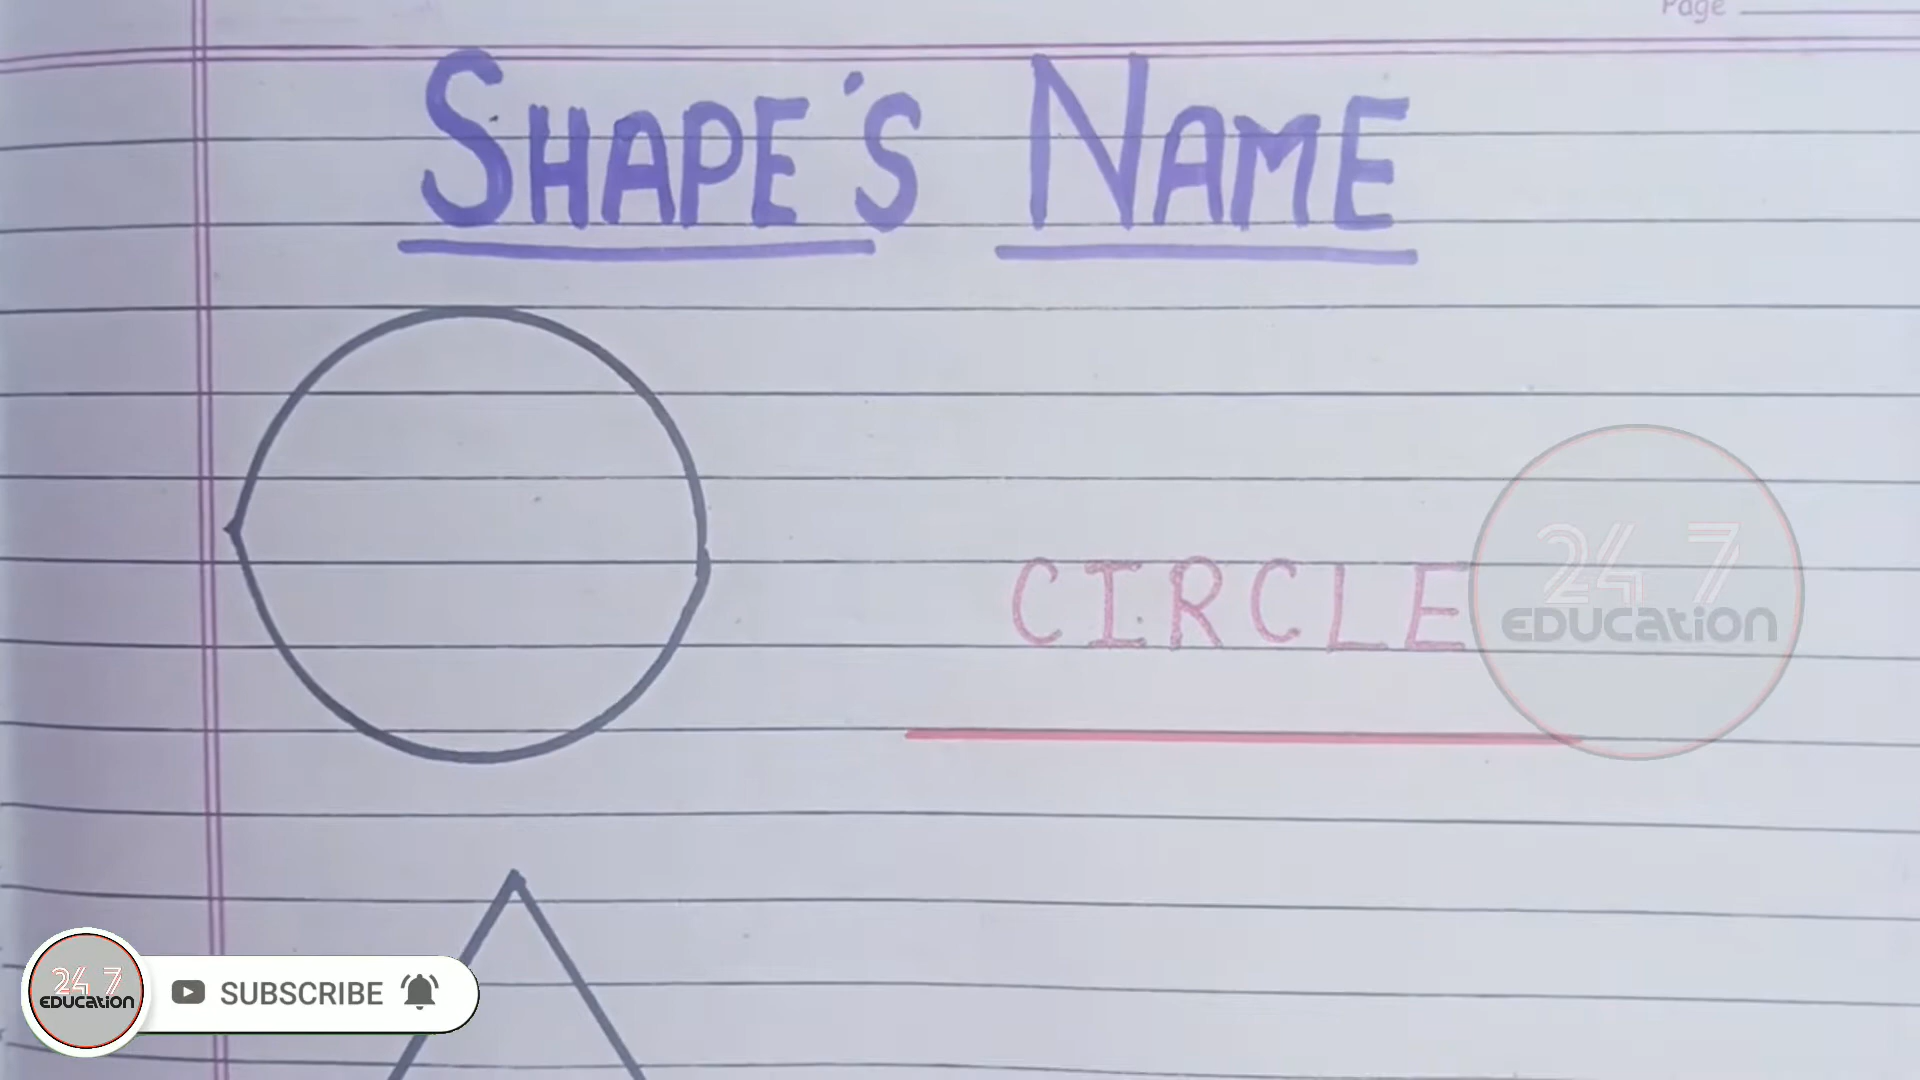 Page
SHAPE'S NAME
CIRCLE
24 7
EDUCATION
24 7
EDUCATION
SUBSCRIBE